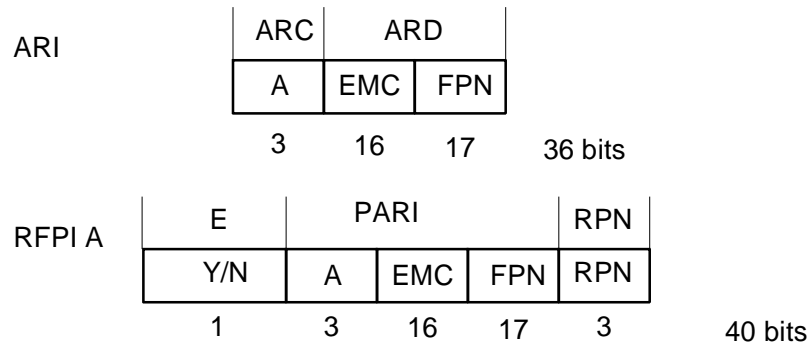 ARC ARD
ARI
A EMC FPN
3 16 17 36 bits
E PARI RPN
RFPI A
Y/N A EMC FPN RPN
1 3 16 17 3 40 bits